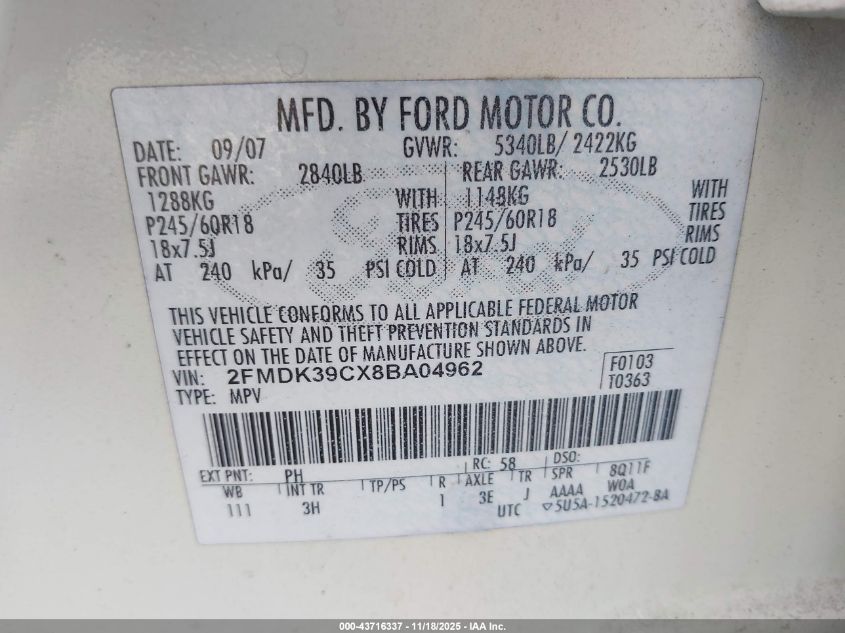 MFD. BY FORD MOTOR CO.
DATE: 09/07 GVWR: 5340LB/ 2422KG
FRONT GAWR: 2840LB REAR GAWR: 2530LB
1288KG WITH 1148KG WITH
P245/60R18 TIRES P245/60R18 TIRES
18x7.5J RIMS 18x7.5J RIMS
AT 240 kPa/ 35 PSI COLD AT 240 kPa/ 35 PSI COLD
THIS VEHICLE CONFORMS TO ALL APPLICABLE FEDERAL MOTOR
VEHICLE SAFETY AND THEFT PREVENTION STANDARDS IN
EFFECT ON THE DATE OF MANUFACTURE SHOWN ABOVE.
VIN: 2FMDK39CX8BA04962 F0103
TYPE: MPV T0363
EXT PNT: PH RC: 58 DSO:
WB INT TR TP/PS R AXLE TR SPR 8Q11F
111 3H 1 3E J AAAA W0A
UTC ▽5U5A-1520472-BA
000-43716337 - 11/18/2025 - IAA Inc.